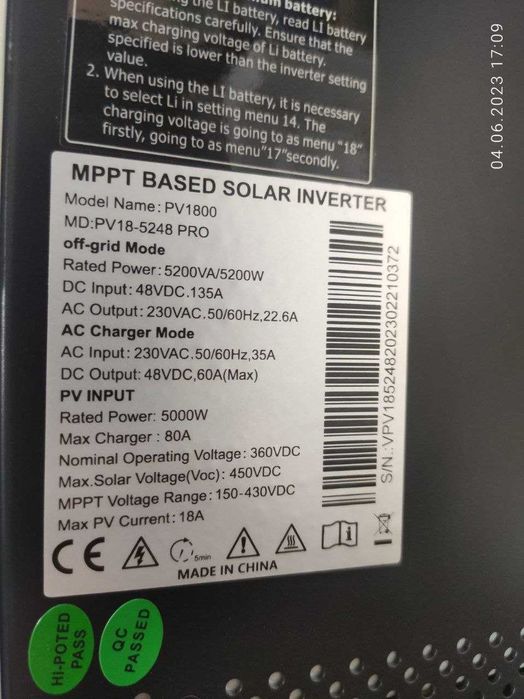 the LI battery, read LI battery
specifications carefully. Ensure that the
max charging voltage of Li battery.
specified is lower than the inverter setting
value.
2. When using the LI battery, it is necessary
to select Li in setting menu 14. The
charging voltage is going to as menu "18"
firstly, going to as menu"17"secondly.
MPPT BASED SOLAR INVERTER
Model Name: PV1800
MD:PV18-5248 PRO
off-grid Mode
Rated Power: 5200VA/5200W
DC Input: 48VDC.135A
AC Output: 230VAC.50/60Hz,22.6A
AC Charger Mode
AC Input: 230VAC.50/60Hz,35A
DC Output: 48VDC,60A(Max)
PV INPUT
Rated Power: 5000W
Max Charger : 80A
Nominal Operating Voltage: 360VDC
Max.Solar Voltage(Voc): 450VDC
MPPT Voltage Range: 150-430VDC
Max PV Current: 18A
S/N.:VPV185248202302210372
CE
5min
i
MADE IN CHINA
HI-POTED
PASS
QC
PASSED
04.06.2023 17:09